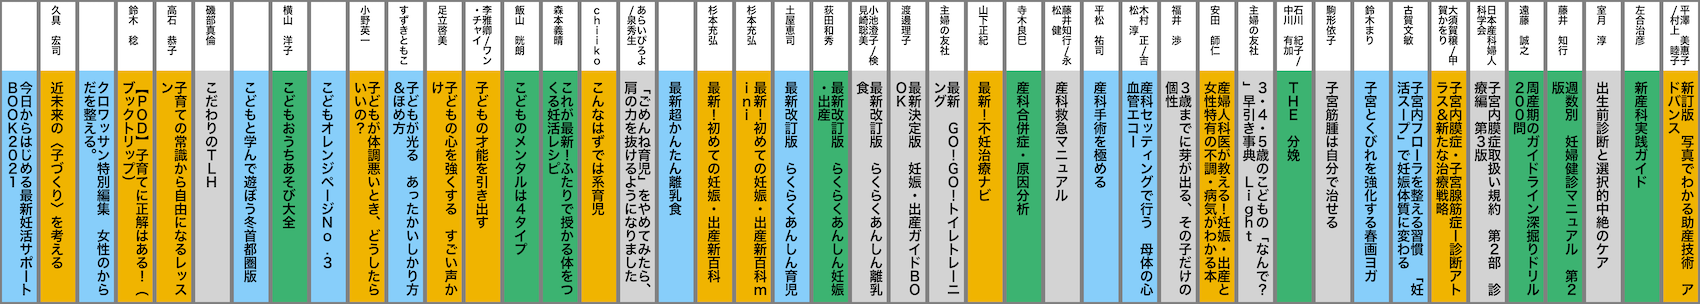 久具　宏司
今日からはじめる最新妊活サポート
BOOK2021
近未来の〈子づくり〉を考える
クロワッサン特別編集　女性のから
だを整える。
鈴木　稔
【POD】子育てに正解はある！（
ブックトリップ）
高石　恭子
子育ての常識から自由になるレッス
ン
磯部真倫
こだわりのTLH
こどもと学んで遊ぼう冬首都圏版
横山　洋子
こどもおうちあそび大全
こどもオレンジページNo．3
小野英一
子どもが体調悪いとき、どうしたら
いいの？
すずきともこ
子どもが光る　あったかいしかり方
＆ほめ方
足立啓美
子どもの心を強くする　すごい声か
け
李雅卿/ワン
・チャイ
子どもの才能を引き出す
飯山　晄朗
こどものメンタルは4タイプ
森本義晴
これが最新！ふたりで授かる体をつ
くる妊活レシピ
chiiko
こんなはずでは系育児
あらいぴろよ
/泉秀生
「ごめんね育児」をやめてみたら、
肩の力を抜けるようになりました
最新超かんたん離乳食
杉本充弘
最新！初めての妊娠・出産新百科
杉本充弘
最新！初めての妊娠・出産新百科m
ini
土屋恵司
最新改訂版　らくらくあんしん育児
荻田和秀
最新改訂版　らくらくあんしん妊娠
・出産
小池澄子/検
見崎聡美
最新改訂版　らくらくあんしん離乳
食
渡邊理子
最新決定版　妊娠・出産ガイドBO
OK
主婦の友社
最新　GO！GO！トイレトレーニ
ング
山下正紀
最新！不妊治療ナビ
寺木良巳
産科合併症・原因分析
藤井知行/永
松　健
産科救急マニュアル
平松　祐司
産科手術を極める
木村　正/吉
松　淳
産科セッティングで行う　母体の心
血管エコー
福井　渉
3歳までに芽が出る、その子だけの
個性
安田　師仁
産婦人科医が教える！妊娠・出産と
女性特有の不調・病気がわかる本
主婦の友社
3・4・5歳のこどもの「なんで？
」早引き事典　Light
石川　紀子/
中川　有加
THE　分娩
駒形依子
子宮筋腫は自分で治せる
鈴木まり
子宮とくびれを強化する春画ヨガ
古賀文敏
子宮内フローラを整える習慣　「妊
活スープ」で妊娠体質に変わる
大須賀穣/甲
賀かをり
子宮内膜症・子宮腺筋症ー診断アト
ラス＆新たな治療戦略
日本産科婦人
科学会
子宮内膜症取扱い規約　第2部　診
療編　第3版
遠藤　誠之
周産期のガイドライン深掘りドリル
200問
藤井　知行
週数別　妊婦健診マニュアル　第2
版
室月　淳
出生前診断と選択的中絶のケア
左合治彦
新産科実践ガイド
平澤　美恵子
/村上　睦子
新訂版　写真でわかる助産技術　ア
ドバンス